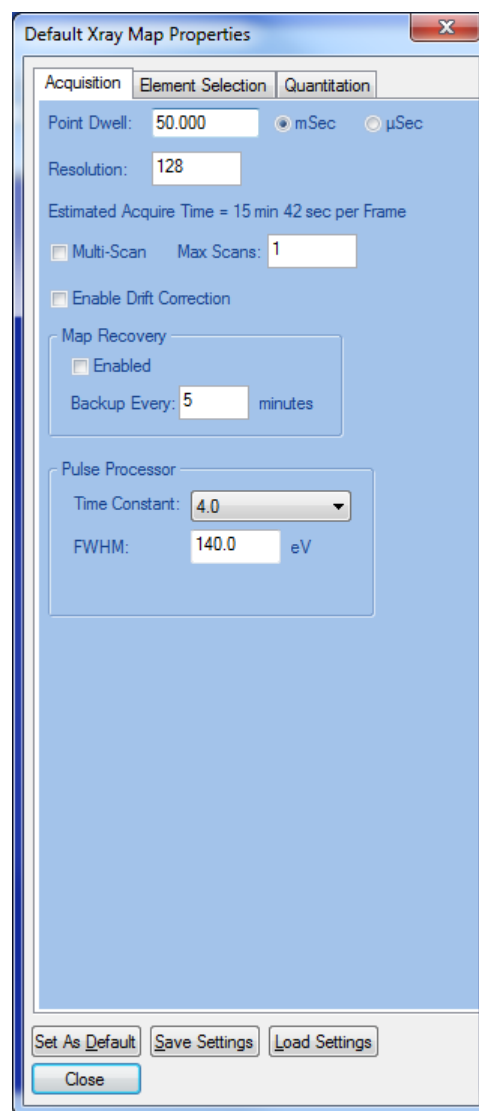 Default Xray Map Properties
Acquisition Element Selection Quantitation
Point Dwell: 50.000 mSec µSec
Resolution: 128
Estimated Acquire Time = 15 min 42 sec per Frame
Multi-Scan Max Scans: 1
Enable Drift Correction
Map Recovery
Enabled
Backup Every: 5 minutes
Pulse Processor
Time Constant: 4.0
FWHM: 140.0 eV
Set As Default Save Settings Load Settings
Close